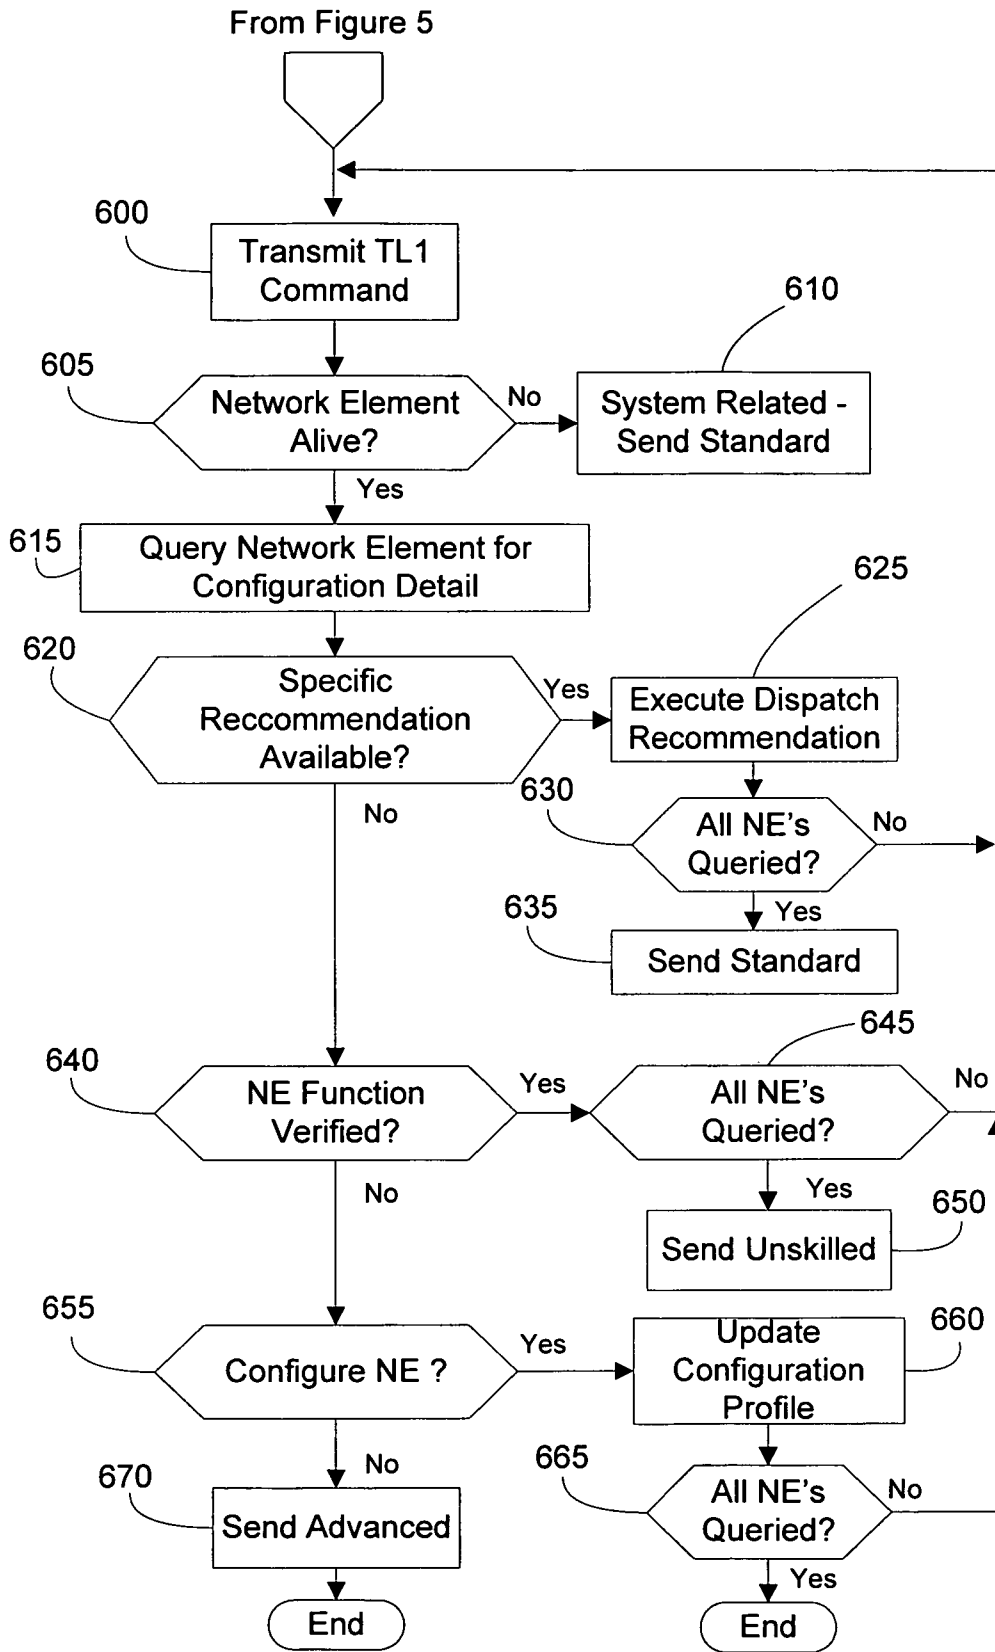 From Figure 5
600
Transmit TL1
Command
610
605
Network Element
Alive?
No
System Related -
Send Standard
Yes
615
Query Network Element for
Configuration Detail
625
620
Specific
Reccommendation
Available?
Yes
Execute Dispatch
Recommendation
No
630
All NE's
Queried?
No
Yes
635
Send Standard
645
640
NE Function
Verified?
Yes
All NE's
Queried?
No
No
Yes
650
Send Unskilled
655
Configure NE ?
Yes
660
Update
Configuration
Profile
No
670
Send Advanced
665
All NE's
Queried?
No
Yes
End
End